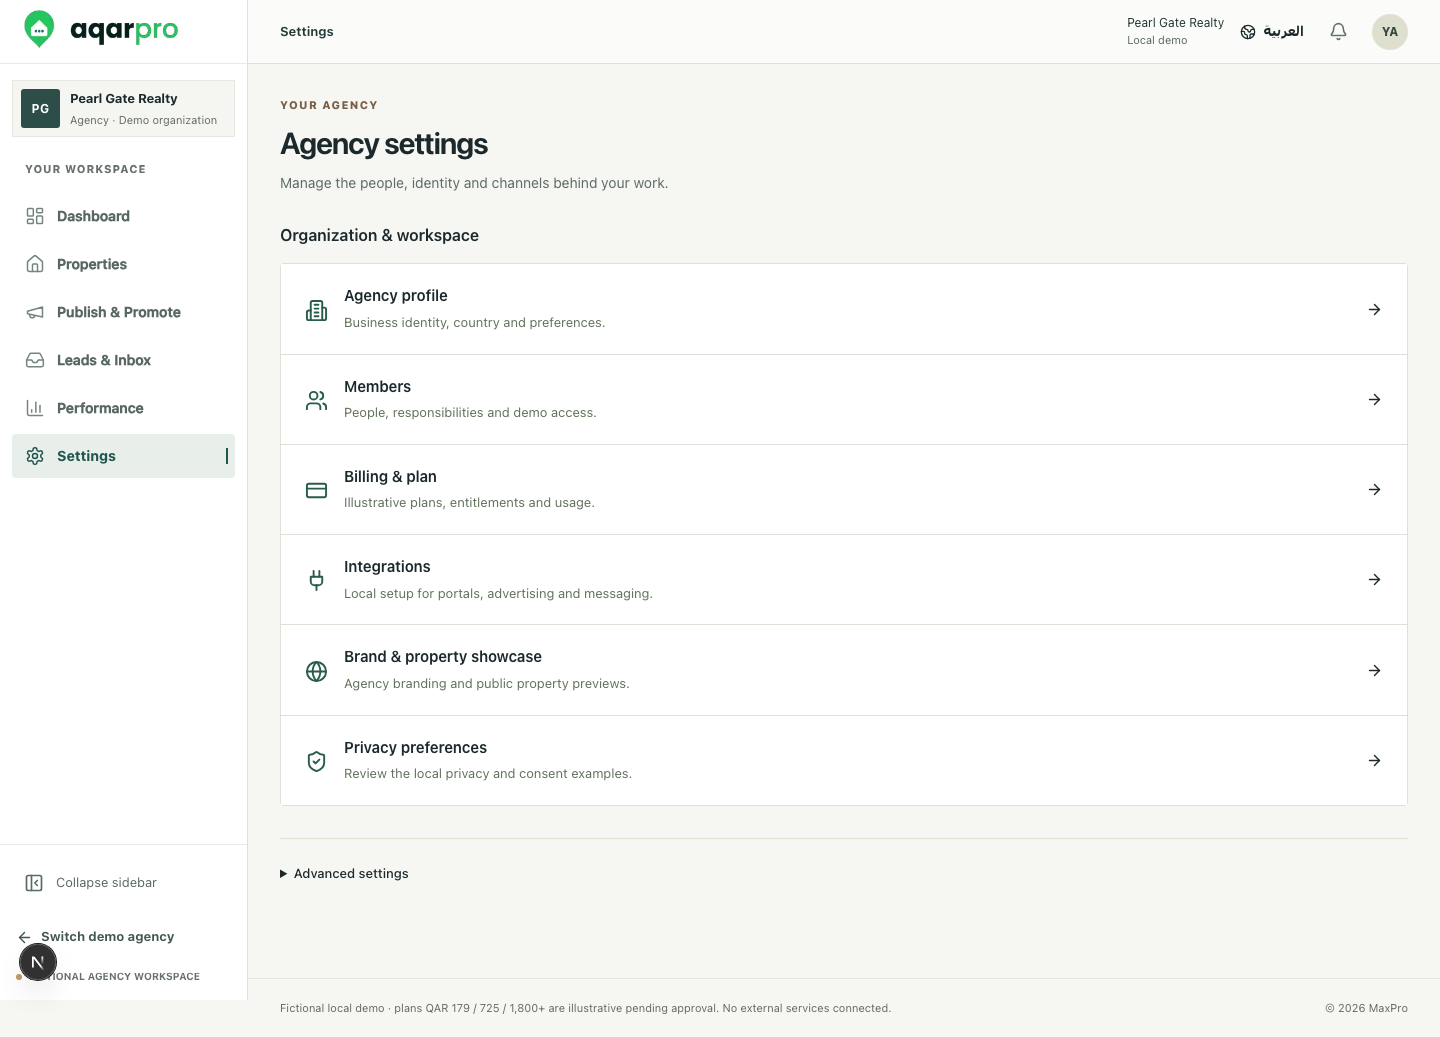 aqarpro
Settings
Pearl Gate Realty
Local demo
العربية
YA
PG
Pearl Gate Realty
Agency · Demo organization
YOUR WORKSPACE
Dashboard
Properties
Publish & Promote
Leads & Inbox
Performance
Settings
Collapse sidebar
Switch demo agency
N
IONAL AGENCY WORKSPACE
YOUR AGENCY
Agency settings
Manage the people, identity and channels behind your work.
Organization & workspace
Agency profile
Business identity, country and preferences.
Members
People, responsibilities and demo access.
Billing & plan
Illustrative plans, entitlements and usage.
Integrations
Local setup for portals, advertising and messaging.
Brand & property showcase
Agency branding and public property previews.
Privacy preferences
Review the local privacy and consent examples.
Advanced settings
Fictional local demo · plans QAR 179 / 725 / 1,800+ are illustrative pending approval. No external services connected.
© 2026 MaxPro